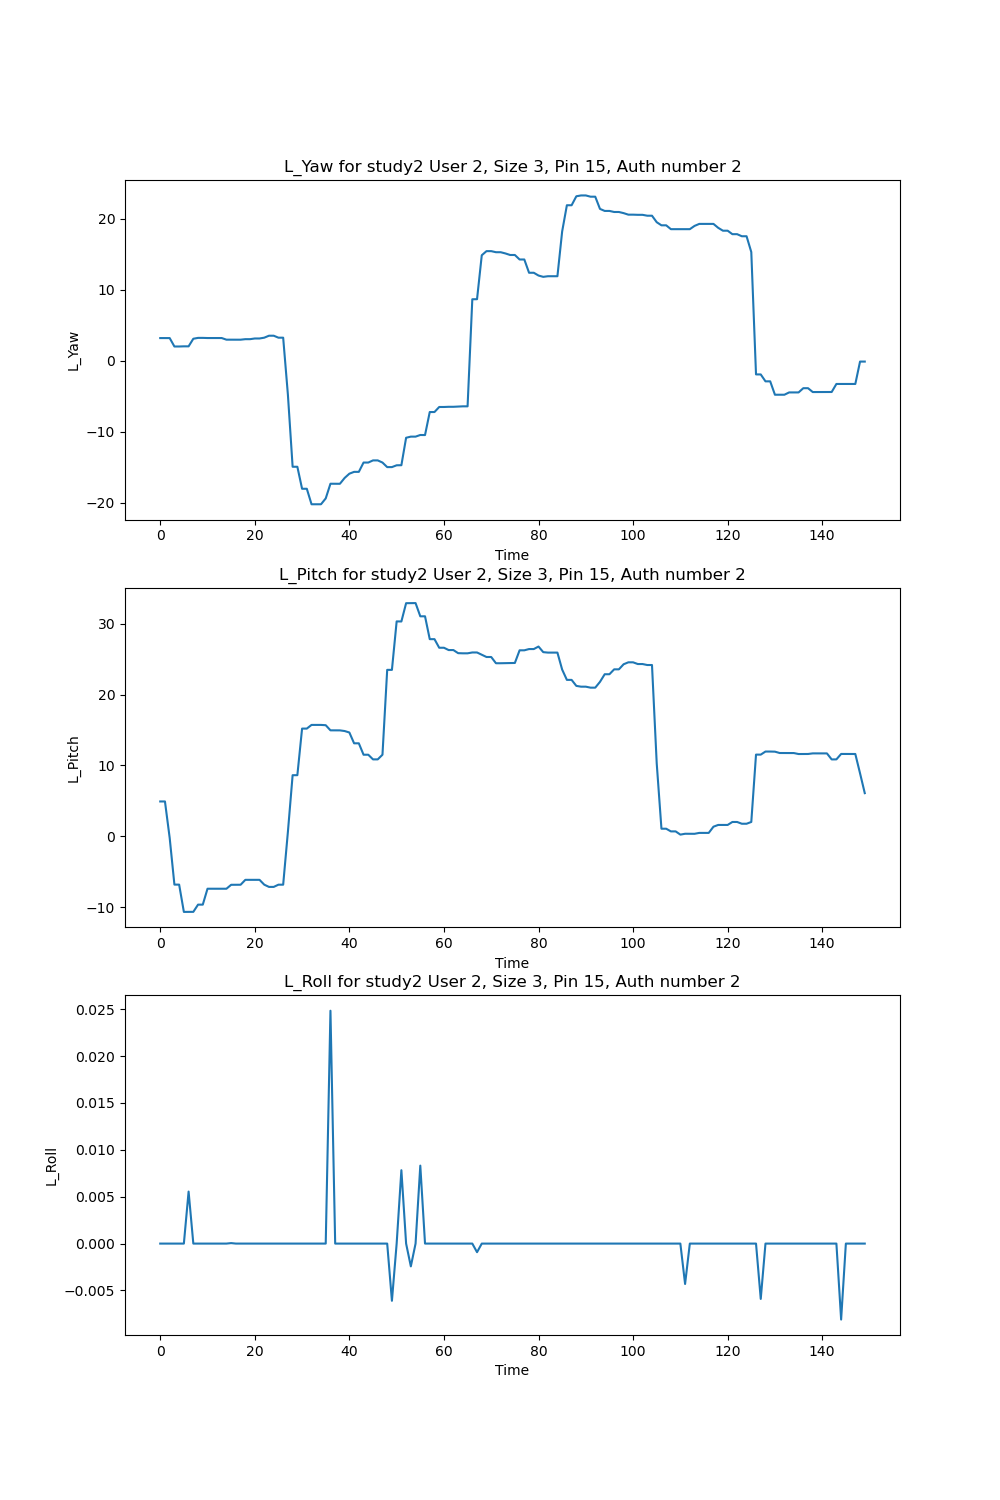 L_Yaw for study2 User 2, Size 3, Pin 15, Auth number 2
20
10
0
−10
−20
L_Yaw
0 20 40 60 80 100 120 140
Time
L_Pitch for study2 User 2, Size 3, Pin 15, Auth number 2
30
20
10
0
−10
L_Pitch
0 20 40 60 80 100 120 140
Time
L_Roll for study2 User 2, Size 3, Pin 15, Auth number 2
0.025
0.020
0.015
0.010
0.005
0.000
−0.005
L_Roll
0 20 40 60 80 100 120 140
Time